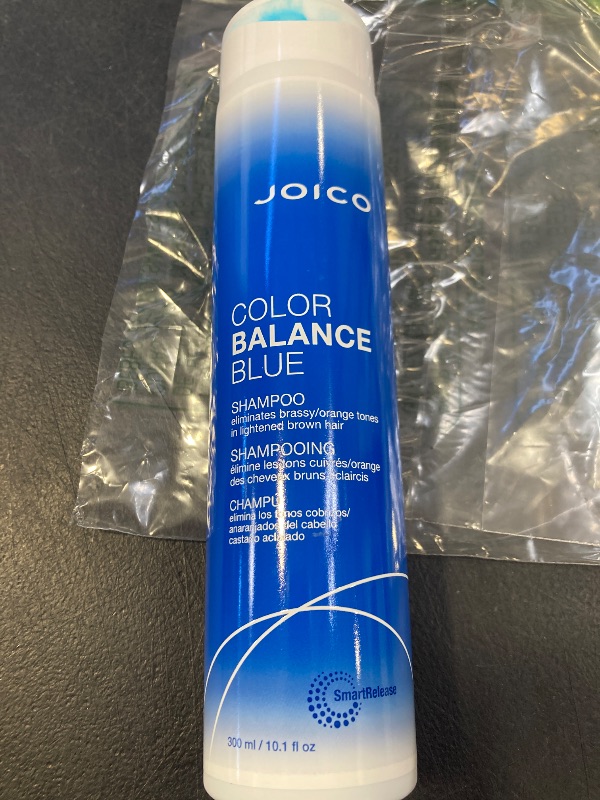 JOICO
COLOR
BALANCE
BLUE
SHAMPOO
eliminates brassy/orange tones
in lightened brown hair
SHAMPOOING
élimine les tons cuivrés/orange
des cheveux bruns éclaircis
CHAMPÚ
elimina los tonos cobrizos/
anaranjados del cabello
castaño aclarado
SmartRelease
300 ml / 10.1 fl oz